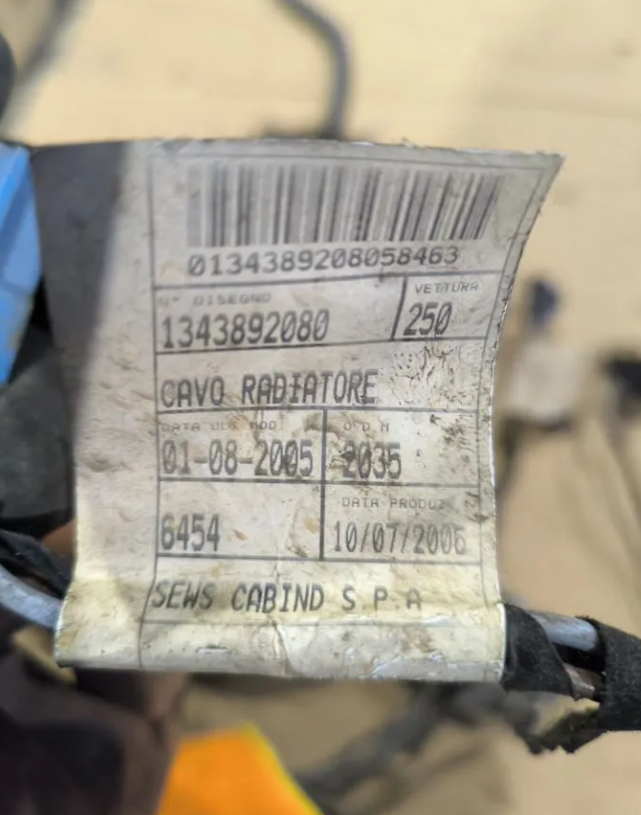 0134389208058463
N° DISEGNO
VETTURA
1343892080
250
CAVO RADIATORE
DATA ULT MOD
O D M
01-08-2005
2035
DATA PRODUZ
6454
10/07/2006
SEWS CABIND S P A